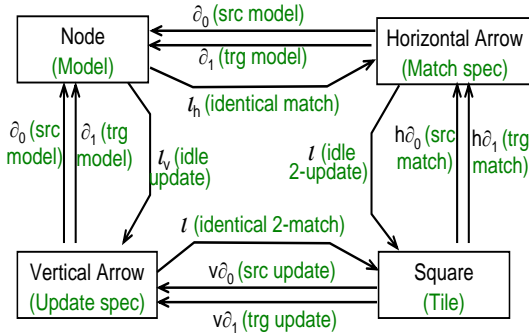 ∂₀ (src model)
Node
(Model)
∂₁ (trg model)
Horizontal Arrow
(Match spec)
ɩₕ (identical match)
∂₀ (src
model)
∂₁ (trg
model)
ɩᵥ (idle
update)
ɩ (idle
2-update)
h∂₀ (src
match)
h∂₁ (trg
match)
ɩ (identical 2-match)
Vertical Arrow
(Update spec)
v∂₀ (src update)
v∂₁ (trg update)
Square
(Tile)